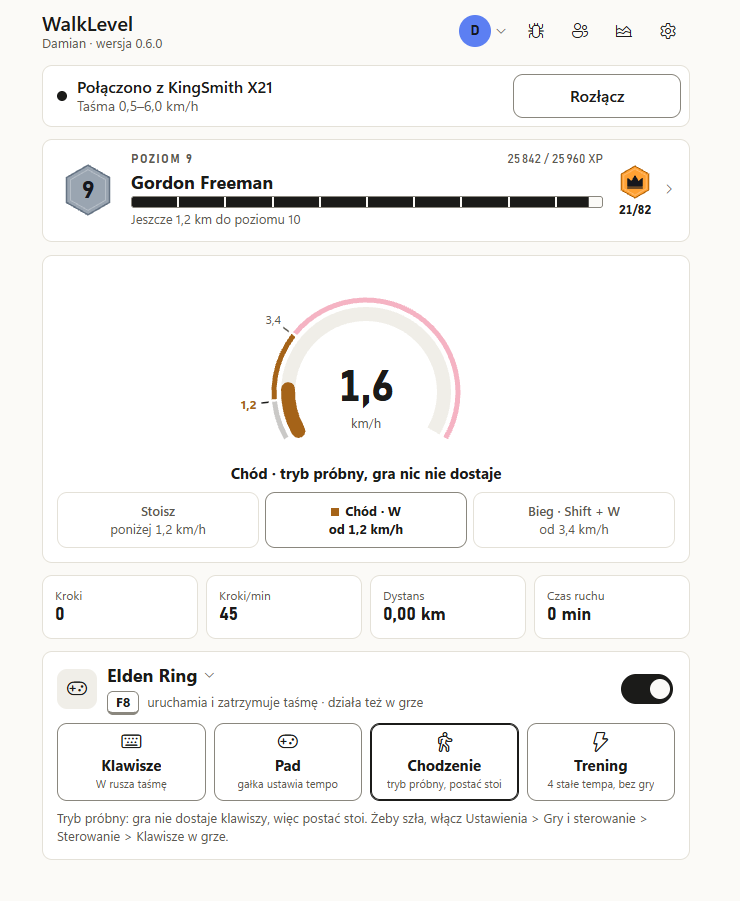 WalkLevel
Damian · wersja 0.6.0
D
Połączono z KingSmith X21
Taśma 0,5–6,0 km/h
Rozłącz
9
POZIOM 9
25 842 / 25 960 XP
Gordon Freeman
Jeszcze 1,2 km do poziomu 10
21/82
3,4
1,2
1,6
km/h
Chód · tryb próbny, gra nic nie dostaje
Stoisz
poniżej 1,2 km/h
Chód · W
od 1,2 km/h
Bieg · Shift + W
od 3,4 km/h
Kroki
0
Kroki/min
45
Dystans
0,00 km
Czas ruchu
0 min
Elden Ring
F8 uruchamia i zatrzymuje taśmę · działa też w grze
Klawisze
W rusza taśmę
Pad
gałka ustawia tempo
Chodzenie
tryb próbny, postać stoi
Trening
4 stałe tempa, bez gry
Tryb próbny: gra nie dostaje klawiszy, więc postać stoi. Żeby szła, włącz Ustawienia > Gry i sterowanie >
Sterowanie > Klawisze w grze.